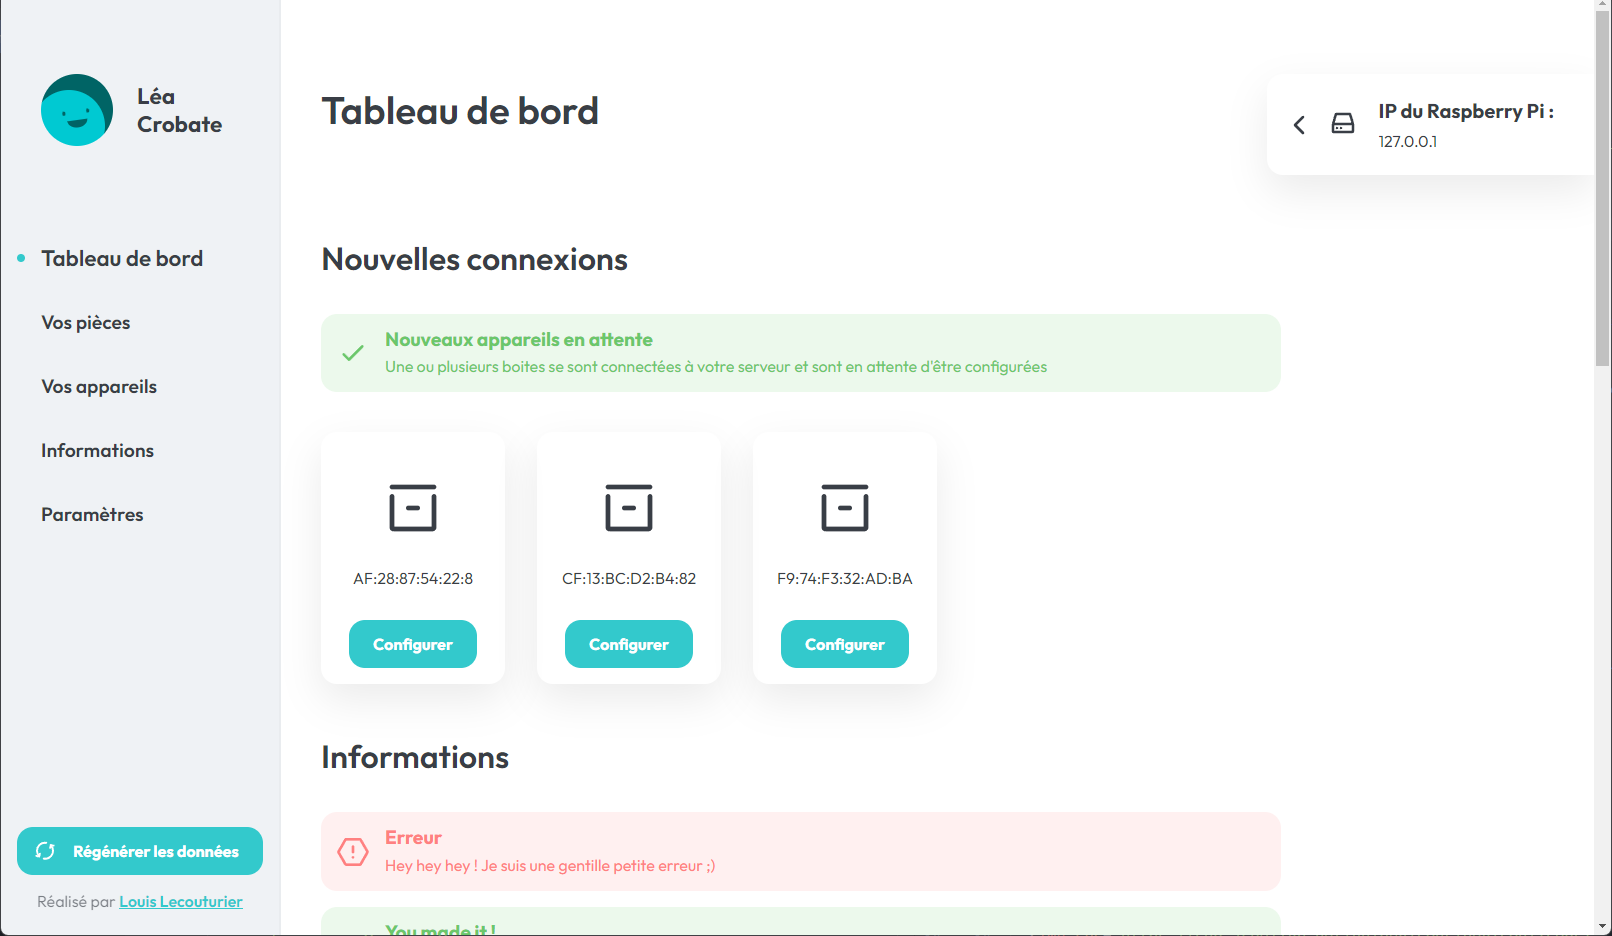 Léa
Crobate
Tableau de bord
Vos pièces
Vos appareils
Informations
Paramètres
Régénérer les données
Réalisé par Louis Lecouturier
Tableau de bord
IP du Raspberry Pi :
127.0.0.1
Nouvelles connexions
Nouveaux appareils en attente
Une ou plusieurs boites se sont connectées à votre serveur et sont en attente d'être configurées
AF:28:87:54:22:8
CF:13:BC:D2:B4:82
F9:74:F3:32:AD:BA
Configurer
Configurer
Configurer
Informations
Erreur
Hey hey hey ! Je suis une gentille petite erreur ;)
You made it !